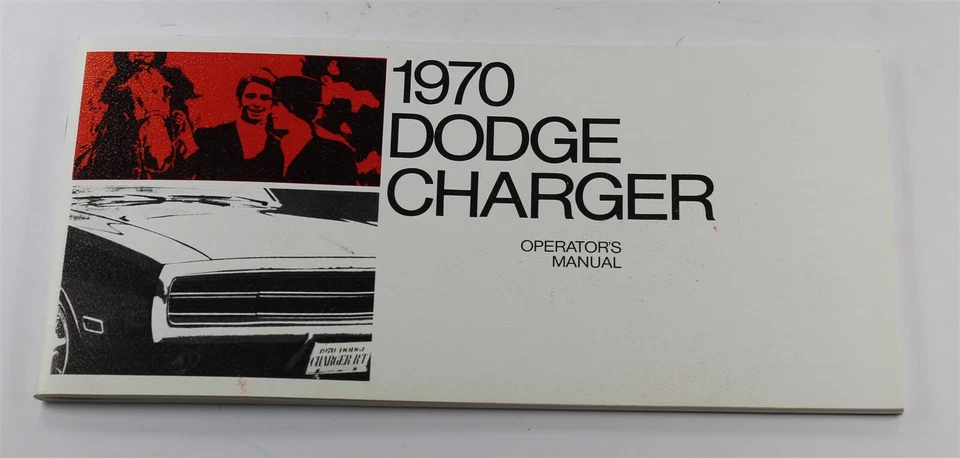 1970
DODGE
CHARGER
OPERATOR'S
MANUAL
1970 DODGE
CHARGER R/T